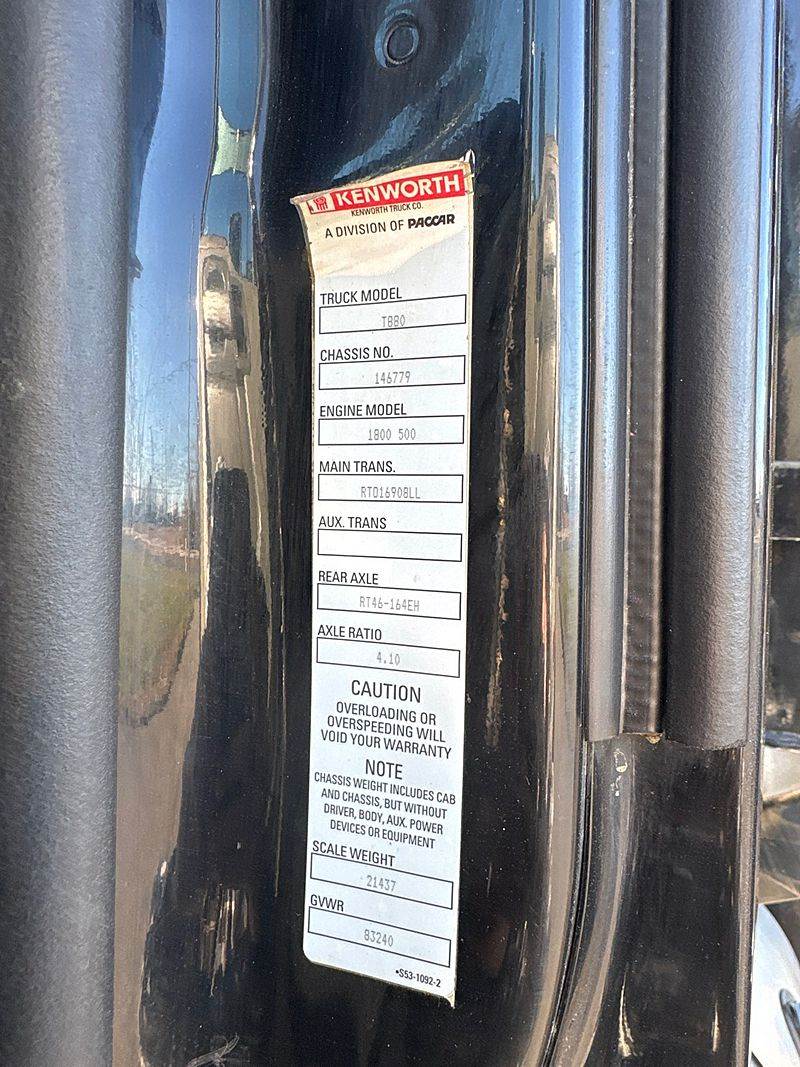 KENWORTH
KENWORTH TRUCK CO.
A DIVISION OF PACCAR
TRUCK MODEL
T880
CHASSIS NO.
146779
ENGINE MODEL
1800 500
MAIN TRANS.
RTO16908LL
AUX. TRANS
REAR AXLE
RT46-164EH
AXLE RATIO
4.10
CAUTION
OVERLOADING OR
OVERSPEEDING WILL
VOID YOUR WARRANTY
NOTE
CHASSIS WEIGHT INCLUDES CAB
AND CHASSIS, BUT WITHOUT
DRIVER, BODY, AUX. POWER
DEVICES OR EQUIPMENT
SCALE WEIGHT
21437
GVWR
83240
•S53-1092-2